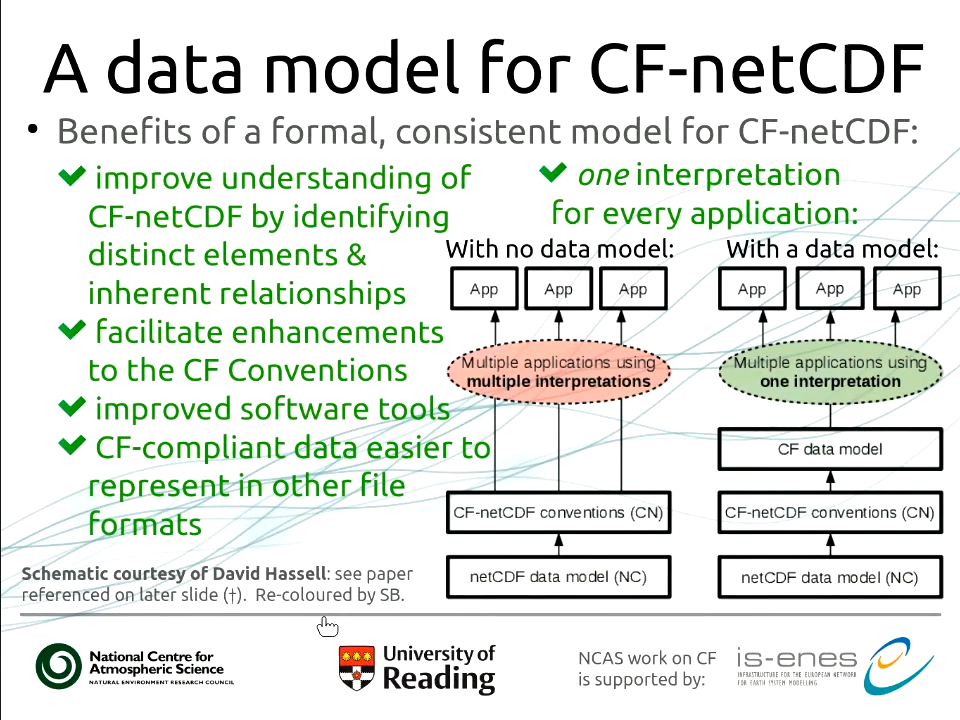 A data model for CF-netCDF
• Benefits of a formal, consistent model for CF-netCDF:
✔ improve understanding of
CF-netCDF by identifying
distinct elements &
inherent relationships
✔ facilitate enhancements
to the CF Conventions
✔ improved software tools
✔ CF-compliant data easier to
represent in other file
formats
✔ one interpretation
for every application:
With no data model:
App App App
Multiple applications using
multiple interpretations
CF-netCDF conventions (CN)
netCDF data model (NC)
With a data model:
App App App
Multiple applications using
one interpretation
CF data model
CF-netCDF conventions (CN)
netCDF data model (NC)
Schematic courtesy of David Hassell: see paper
referenced on later slide (†). Re-coloured by SB.
National Centre for
Atmospheric Science
NATURAL ENVIRONMENT RESEARCH COUNCIL
University of
Reading
NCAS work on CF
is supported by:
is-enes
INFRASTRUCTURE FOR THE EUROPEAN NETWORK
FOR EARTH SYSTEM MODELLING